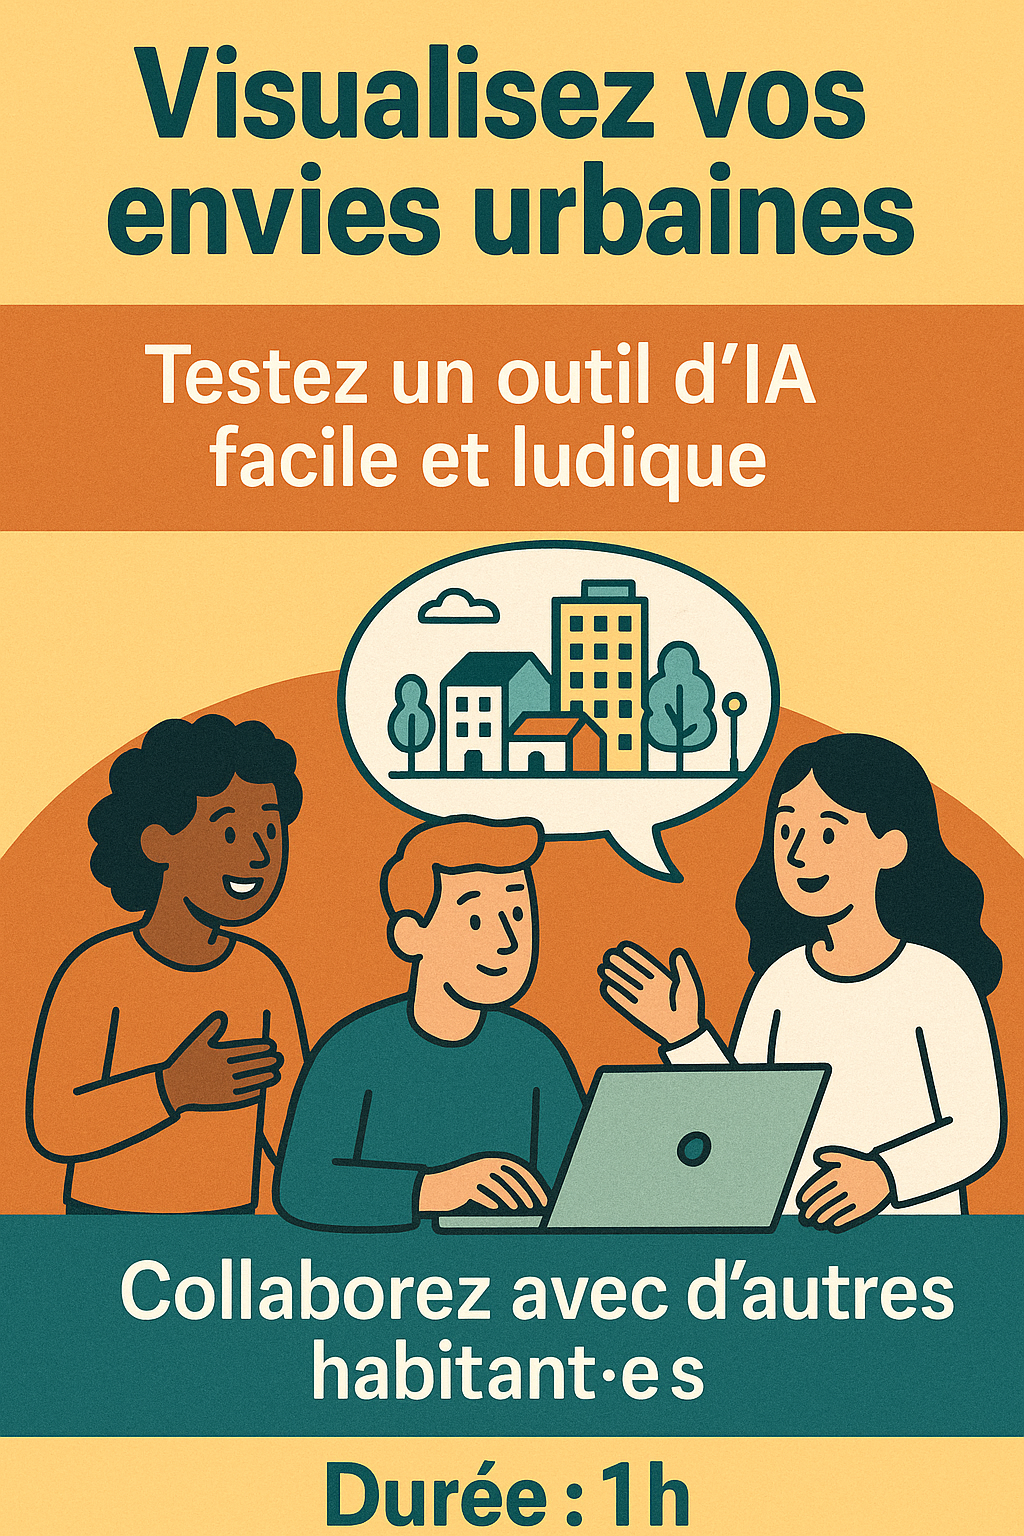 Visualisez vos
envies urbaines
Testez un outil d’IA
facile et ludique
Collaborez avec d’autres
habitant·es
Durée : 1h